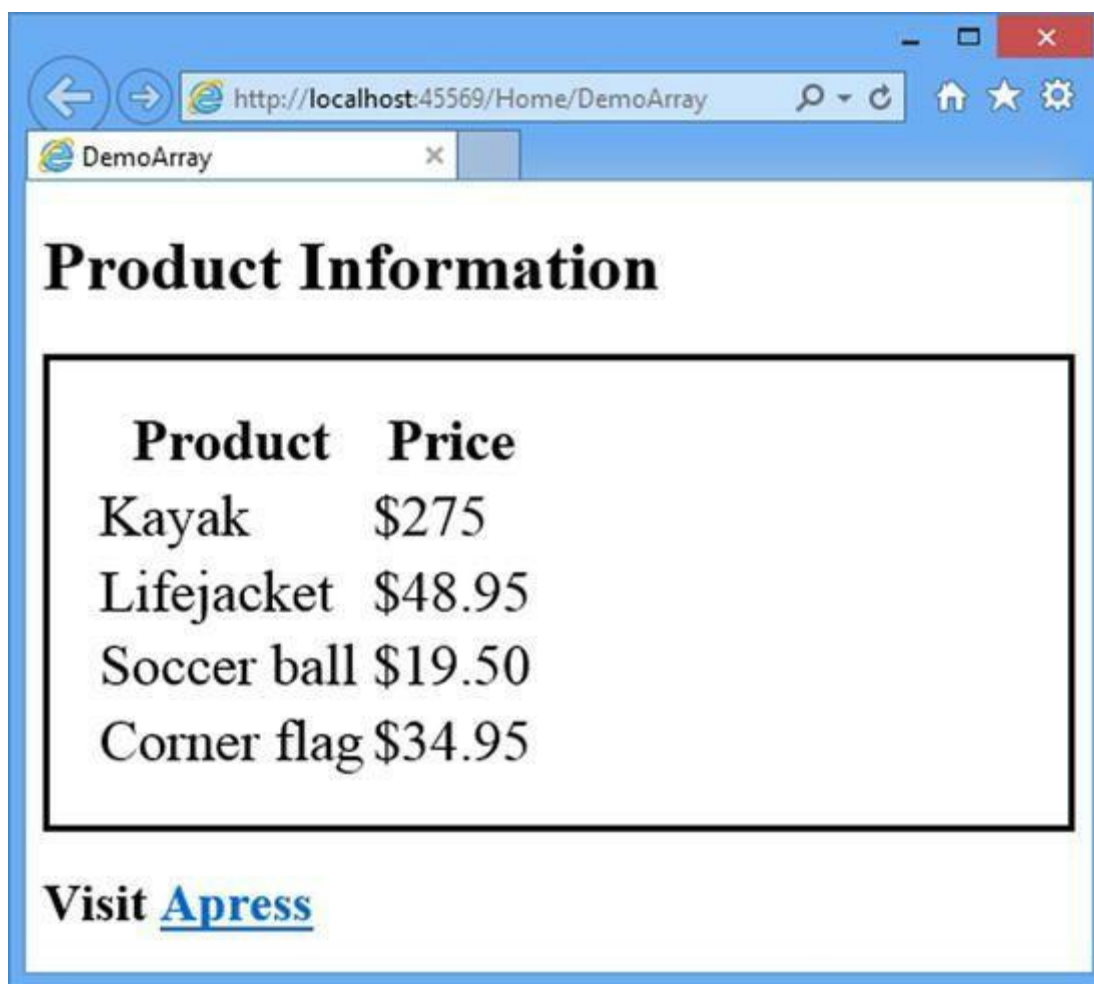 http://localhost:45569/Home/DemoArray
DemoArray
Product Information
Product Price
Kayak $275
Lifejacket $48.95
Soccer ball $19.50
Corner flag $34.95
Visit Apress